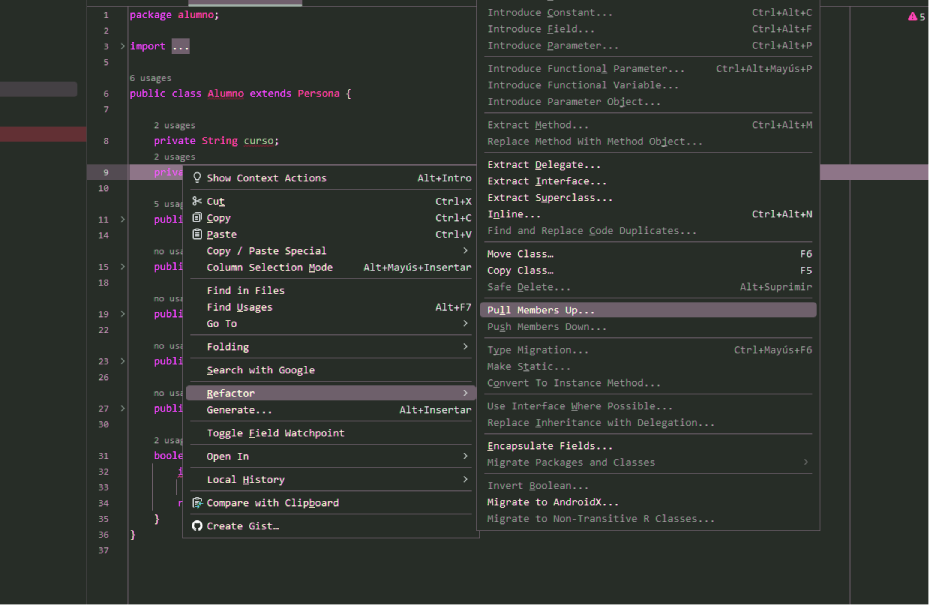 1 package alumno;
2
3 import ...
5
6 usages
6 public class Alumno extends Persona {
7
2 usages
8 private String curso;
2 usages
9
10
5
11 publi
14
no
15 publi
18
no
19 publi
22
no
23 publi
26
no
27 publi
30
2
31
32
33
34
35 }
36 }
37
5
Show Context Actions Alt+Intro
Cut Ctrl+X
Copy Ctrl+C
Paste Ctrl+V
Copy / Paste Special
Column Selection Mode Alt+Mayús+Insertar
Find in Files
Find Usages Alt+F7
Go To
Folding
Search with Google
Refactor
Generate... Alt+Insertar
Toggle Field Watchpoint
Open In
Local History
Compare with Clipboard
Create Gist...
Introduce Constant... Ctrl+Alt+C
Introduce Field... Ctrl+Alt+F
Introduce Parameter... Ctrl+Alt+P
Introduce Functional Parameter... Ctrl+Alt+Mayús+P
Introduce Functional Variable...
Introduce Parameter Object...
Extract Method... Ctrl+Alt+M
Replace Method With Method Object...
Extract Delegate...
Extract Interface...
Extract Superclass...
Inline... Ctrl+Alt+N
Find and Replace Code Duplicates...
Move Class... F6
Copy Class... F5
Safe Delete... Alt+Suprimir
Pull Members Up...
Push Members Down...
Type Migration... Ctrl+Mayús+F6
Make Static...
Convert To Instance Method...
Use Interface Where Possible...
Replace Inheritance with Delegation...
Encapsulate Fields...
Migrate Packages and Classes
Invert Boolean...
Migrate to AndroidX...
Migrate to Non-Transitive R Classes...